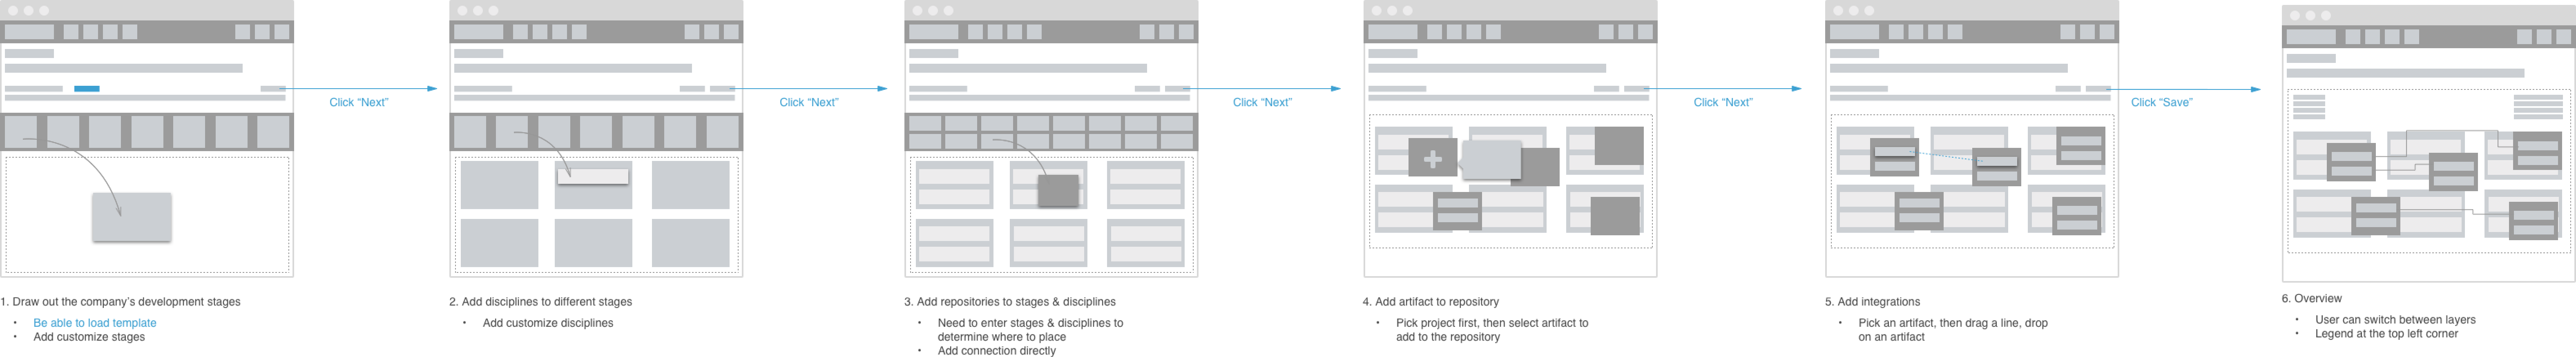 Click “Next”
Click “Next”
Click “Next”
Click “Next”
Click “Save”
1. Draw out the company’s development stages
• Be able to load template
• Add customize stages
2. Add disciplines to different stages
• Add customize disciplines
3. Add repositories to stages & disciplines
• Need to enter stages & disciplines to
determine where to place
• Add connection directly
4. Add artifact to repository
• Pick project first, then select artifact to
add to the repository
5. Add integrations
• Pick an artifact, then drag a line, drop
on an artifact
6. Overview
• User can switch between layers
• Legend at the top left corner